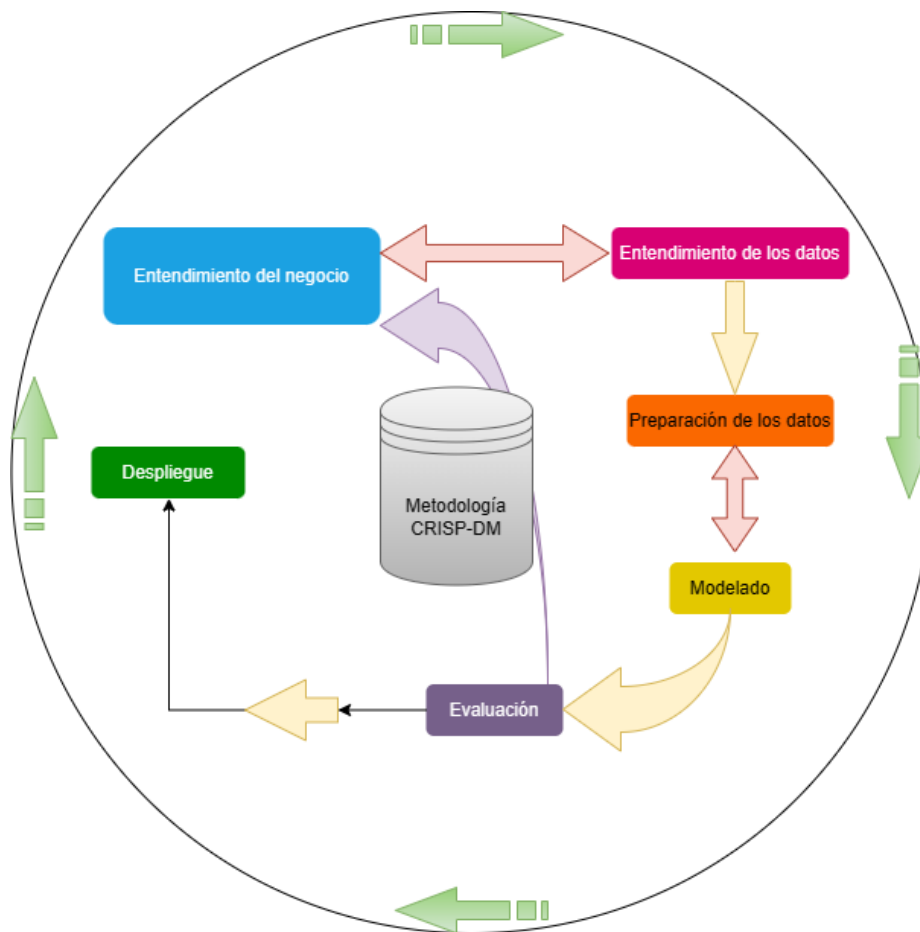 Entendimiento del negocio
Entendimiento de los datos
Preparación de los datos
Despliegue
Metodología
CRISP-DM
Modelado
Evaluación